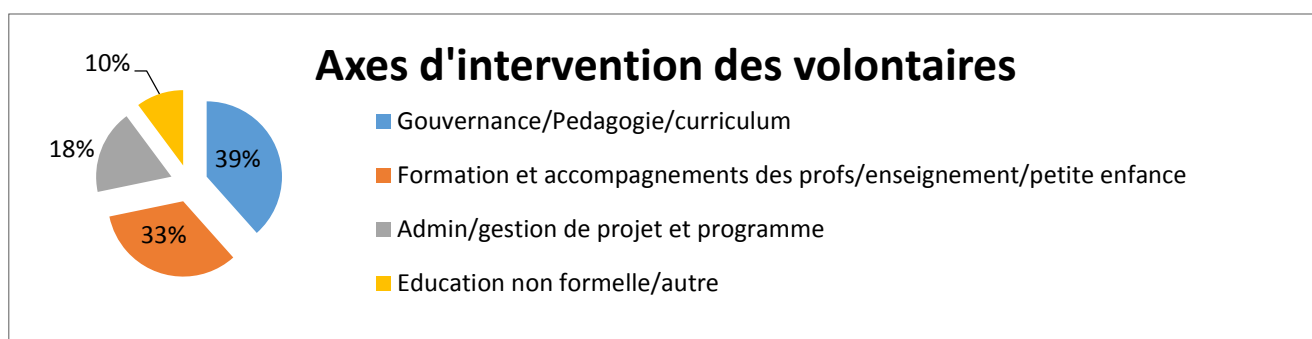 Axes d'intervention des volontaires
10%
18%
39%
33%
Gouvernance/Pedagogie/curriculum
Formation et accompagnements des profs/enseignement/petite enfance
Admin/gestion de projet et programme
Education non formelle/autre